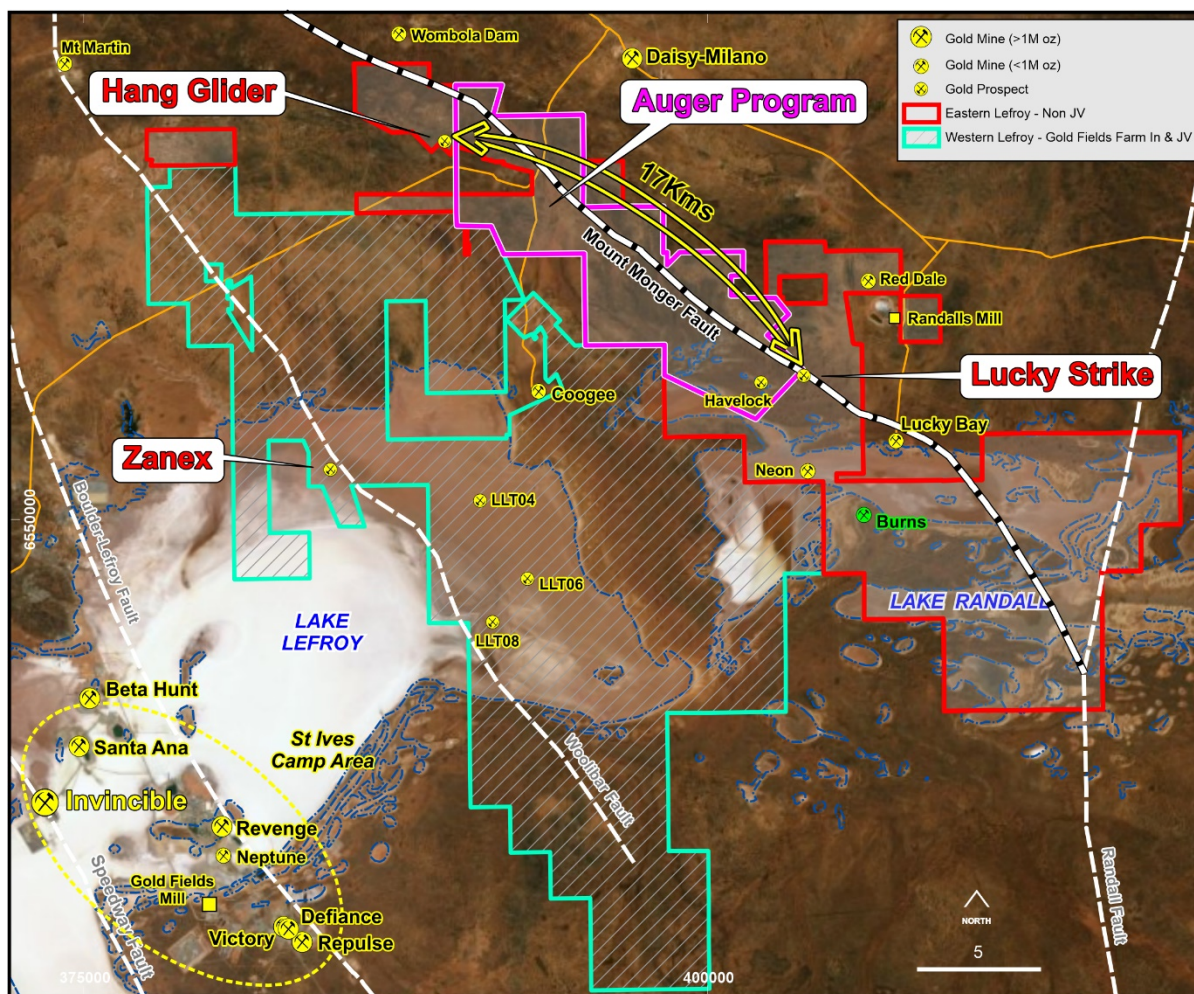 Mt Martin
Wombola Dam
Daisy-Milano
Hang Glider
Auger Program
Gold Mine (>1M oz)
Gold Mine (<1M oz)
Gold Prospect
Eastern Lefroy - Non JV
Western Lefroy - Gold Fields Farm In & JV
17Kms
Mount Monger Fault
Red Dale
Randalls Mill
Lucky Strike
Havelock
Coogee
Lucky Bay
Zanex
Neon
LLT04
Burns
6550000
Boulder-Lefroy Fault
LLT06
LAKE RANDALL
LAKE
LEFROY
LLT08
Beta Hunt
Santa Ana
St Ives
Camp Area
Invincible
Woolibar Fault
Revenge
Neptune
Speedway Fault
Gold Fields
Mill
Defiance
Victory
Repulse
Randall Fault
NORTH
5
375000
400000